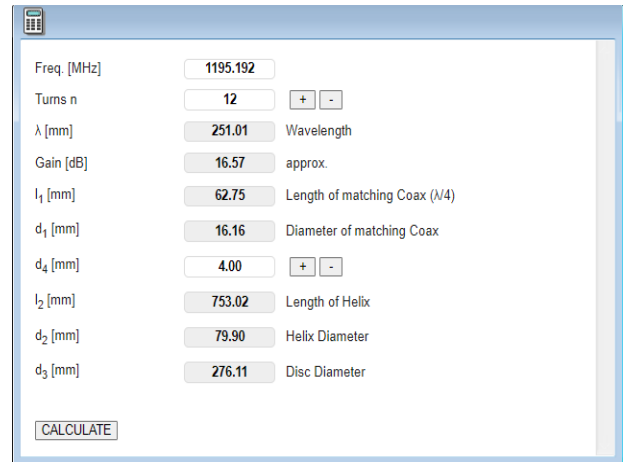 Freq. [MHz] 1195.192
Turns n 12 + -
λ [mm] 251.01 Wavelength
Gain [dB] 16.57 approx.
l₁ [mm] 62.75 Length of matching Coax (λ/4)
d₁ [mm] 16.16 Diameter of matching Coax
d₄ [mm] 4.00 + -
l₂ [mm] 753.02 Length of Helix
d₂ [mm] 79.90 Helix Diameter
d₃ [mm] 276.11 Disc Diameter
CALCULATE